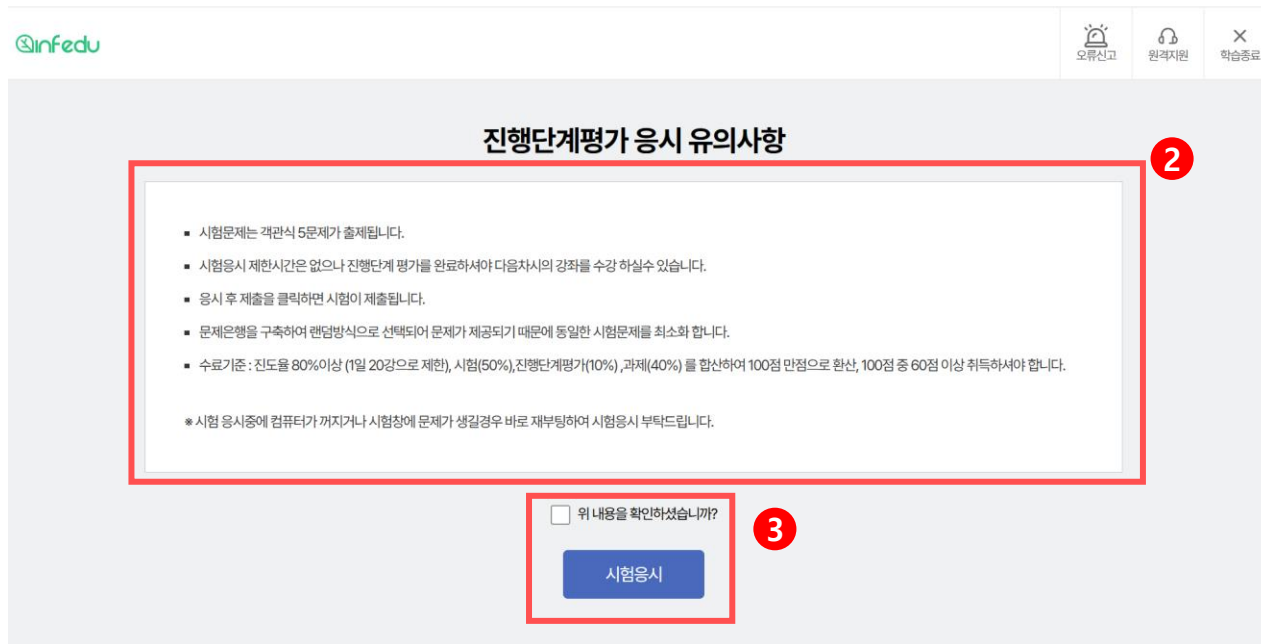 infedu
오류신고
원격지원
학습종료
진행단계평가 응시 유의사항
2
▪ 시험문제는 객관식 5문제가 출제됩니다.
▪ 시험응시 제한시간은 없으나 진행단계 평가를 완료하셔야 다음차시의 강좌를 수강 하실수 있습니다.
▪ 응시 후 제출을 클릭하면 시험이 제출됩니다.
▪ 문제은행을 구축하여 랜덤방식으로 선택되어 문제가 제공되기 때문에 동일한 시험문제를 최소화 합니다.
▪ 수료기준 : 진도율 80%이상 (1일 20강으로 제한), 시험(50%),진행단계평가(10%) ,과제(40%) 를 합산하여 100점 만점으로 환산, 100점 중 60점 이상 취득하셔야 합니다.
※ 시험 응시중에 컴퓨터가 꺼지거나 시험창에 문제가 생길경우 바로 재부팅하여 시험응시 부탁드립니다.
위 내용을 확인하셨습니까?
3
시험응시